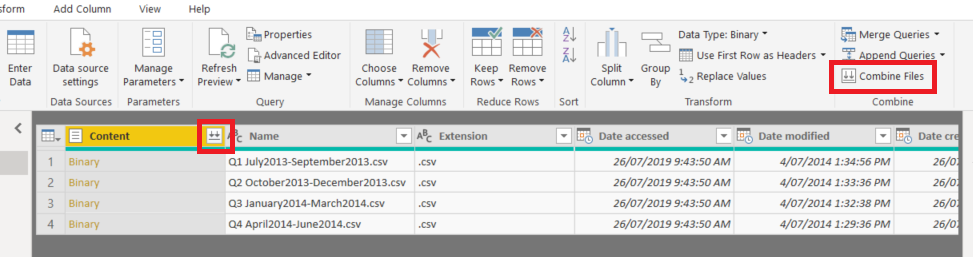 sform Add Column View Help
Enter Data
Data source settings
Data Sources
Manage Parameters
Parameters
Refresh Preview
Properties
Advanced Editor
Manage
Query
Choose Columns
Remove Columns
Manage Columns
Keep Rows
Remove Rows
Reduce Rows
A Z
Z A
Sort
Split Column
Group By
Data Type: Binary
Use First Row as Headers
1 2 Replace Values
Transform
Merge Queries
Append Queries
Combine Files
Combine
Content ABC Name ABC Extension Date accessed Date modified Date cre
1 Binary Q1 July2013-September2013.csv .csv 26/07/2019 9:43:50 AM 4/07/2014 1:34:56 PM 26/07
2 Binary Q2 October2013-December2013.csv .csv 26/07/2019 9:43:50 AM 4/07/2014 1:33:36 PM 26/07
3 Binary Q3 January2014-March2014.csv .csv 26/07/2019 9:43:50 AM 4/07/2014 1:32:38 PM 26/07
4 Binary Q4 April2014-June2014.csv .csv 26/07/2019 9:43:50 AM 4/07/2014 1:29:36 PM 26/07